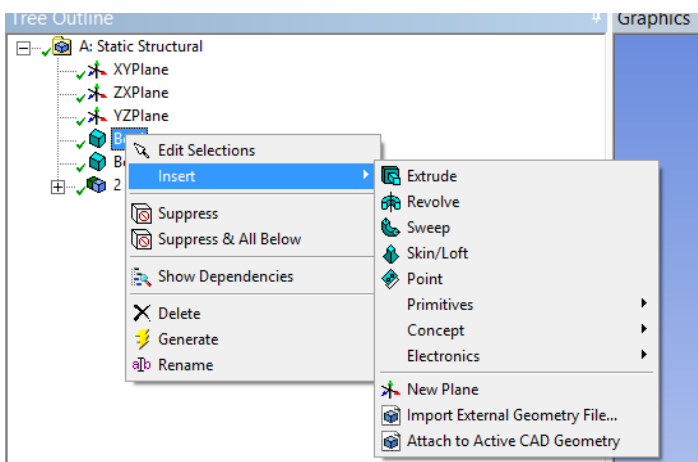 Tree Outline
Graphics
A: Static Structural
XYPlane
ZXPlane
YZPlane
2
Edit Selections
Insert
Suppress
Suppress & All Below
Show Dependencies
Delete
Generate
Rename
Extrude
Revolve
Sweep
Skin/Loft
Point
Primitives
Concept
Electronics
New Plane
Import External Geometry File...
Attach to Active CAD Geometry